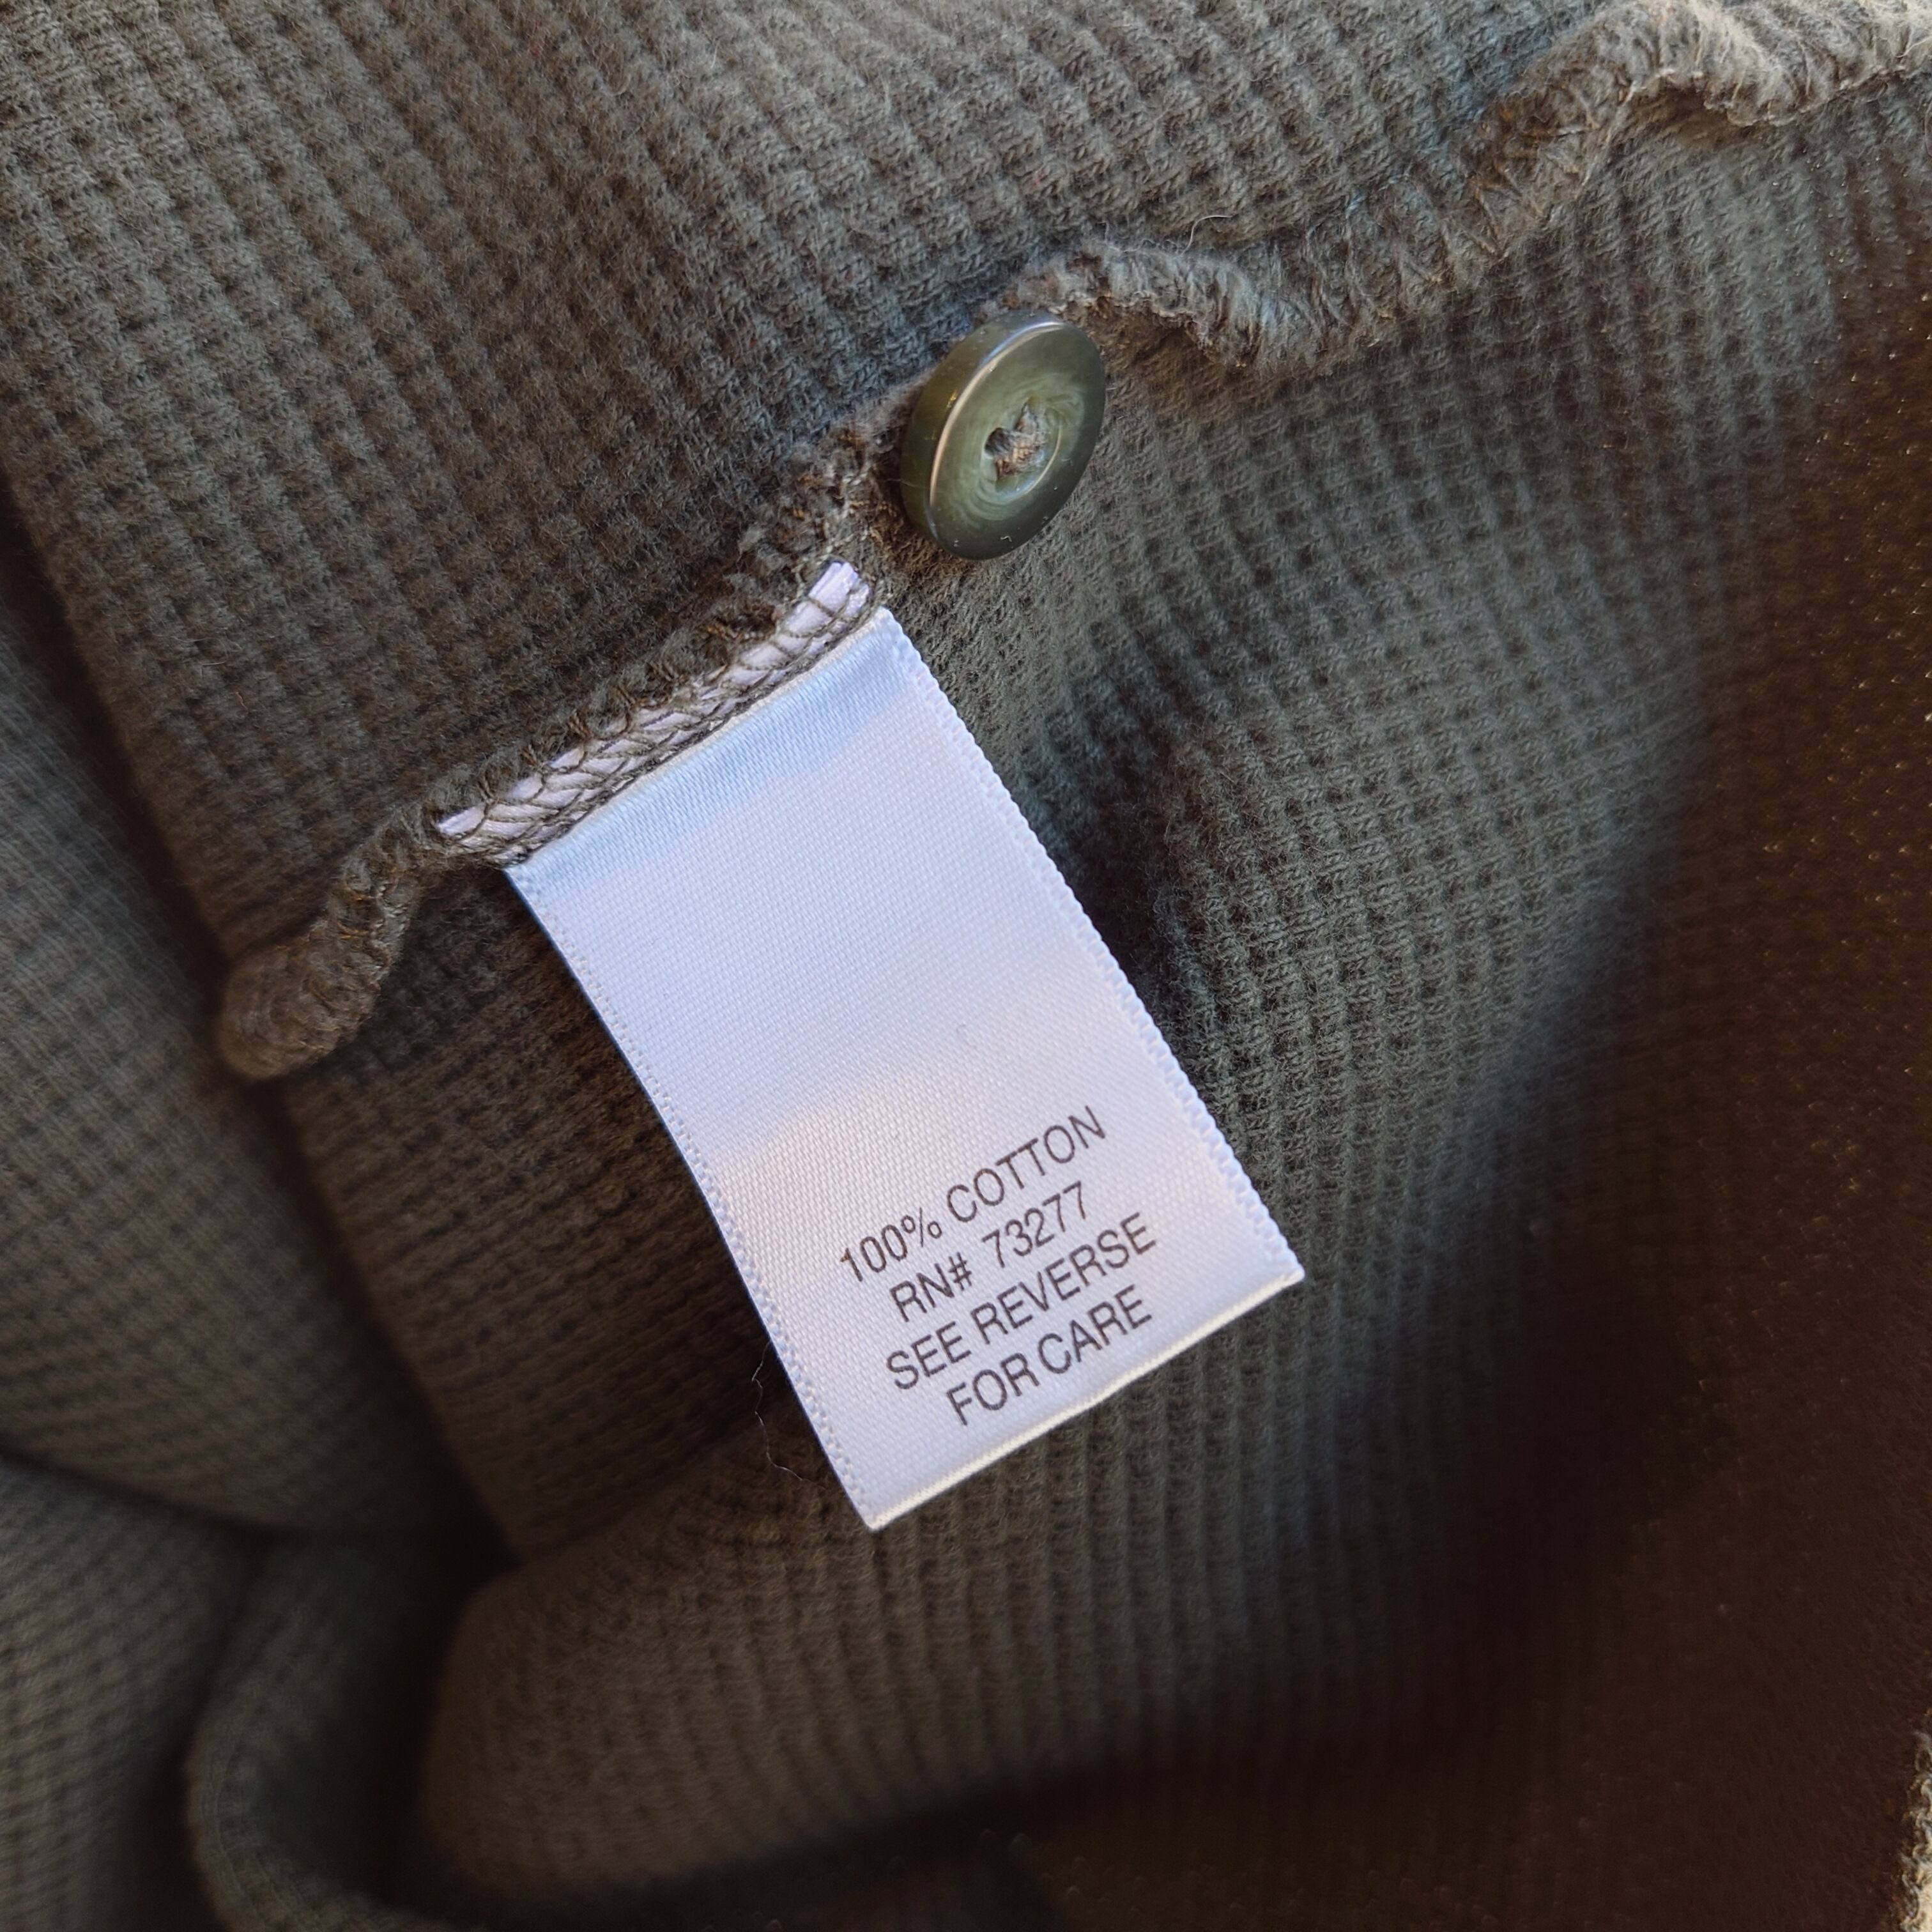 100% COTTON
RN# 73277
SEE REVERSE
FOR CARE